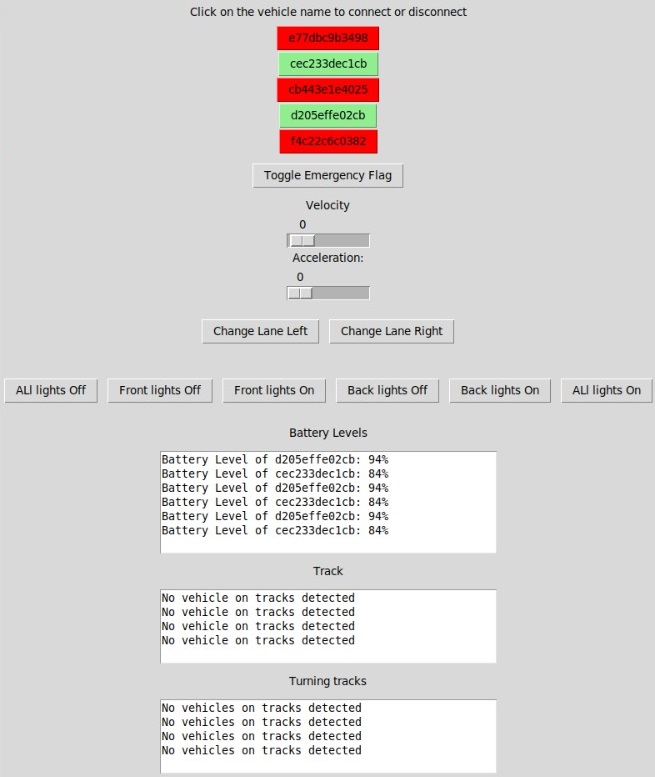 Click on the vehicle name to connect or disconnect
e77dbc9b3498
cec233dec1cb
cb443e1e4025
d205effe02cb
f4c22c6c0382
Toggle Emergency Flag
Velocity
0
Acceleration:
0
Change Lane Left Change Lane Right
ALl lights Off Front lights Off Front lights On Back lights Off Back lights On ALl lights On
Battery Levels
Battery Level of d205effe02cb: 94%
Battery Level of cec233dec1cb: 84%
Battery Level of d205effe02cb: 94%
Battery Level of cec233dec1cb: 84%
Battery Level of d205effe02cb: 94%
Battery Level of cec233dec1cb: 84%
Track
No vehicle on tracks detected
No vehicle on tracks detected
No vehicle on tracks detected
No vehicle on tracks detected
Turning tracks
No vehicles on tracks detected
No vehicles on tracks detected
No vehicles on tracks detected
No vehicles on tracks detected